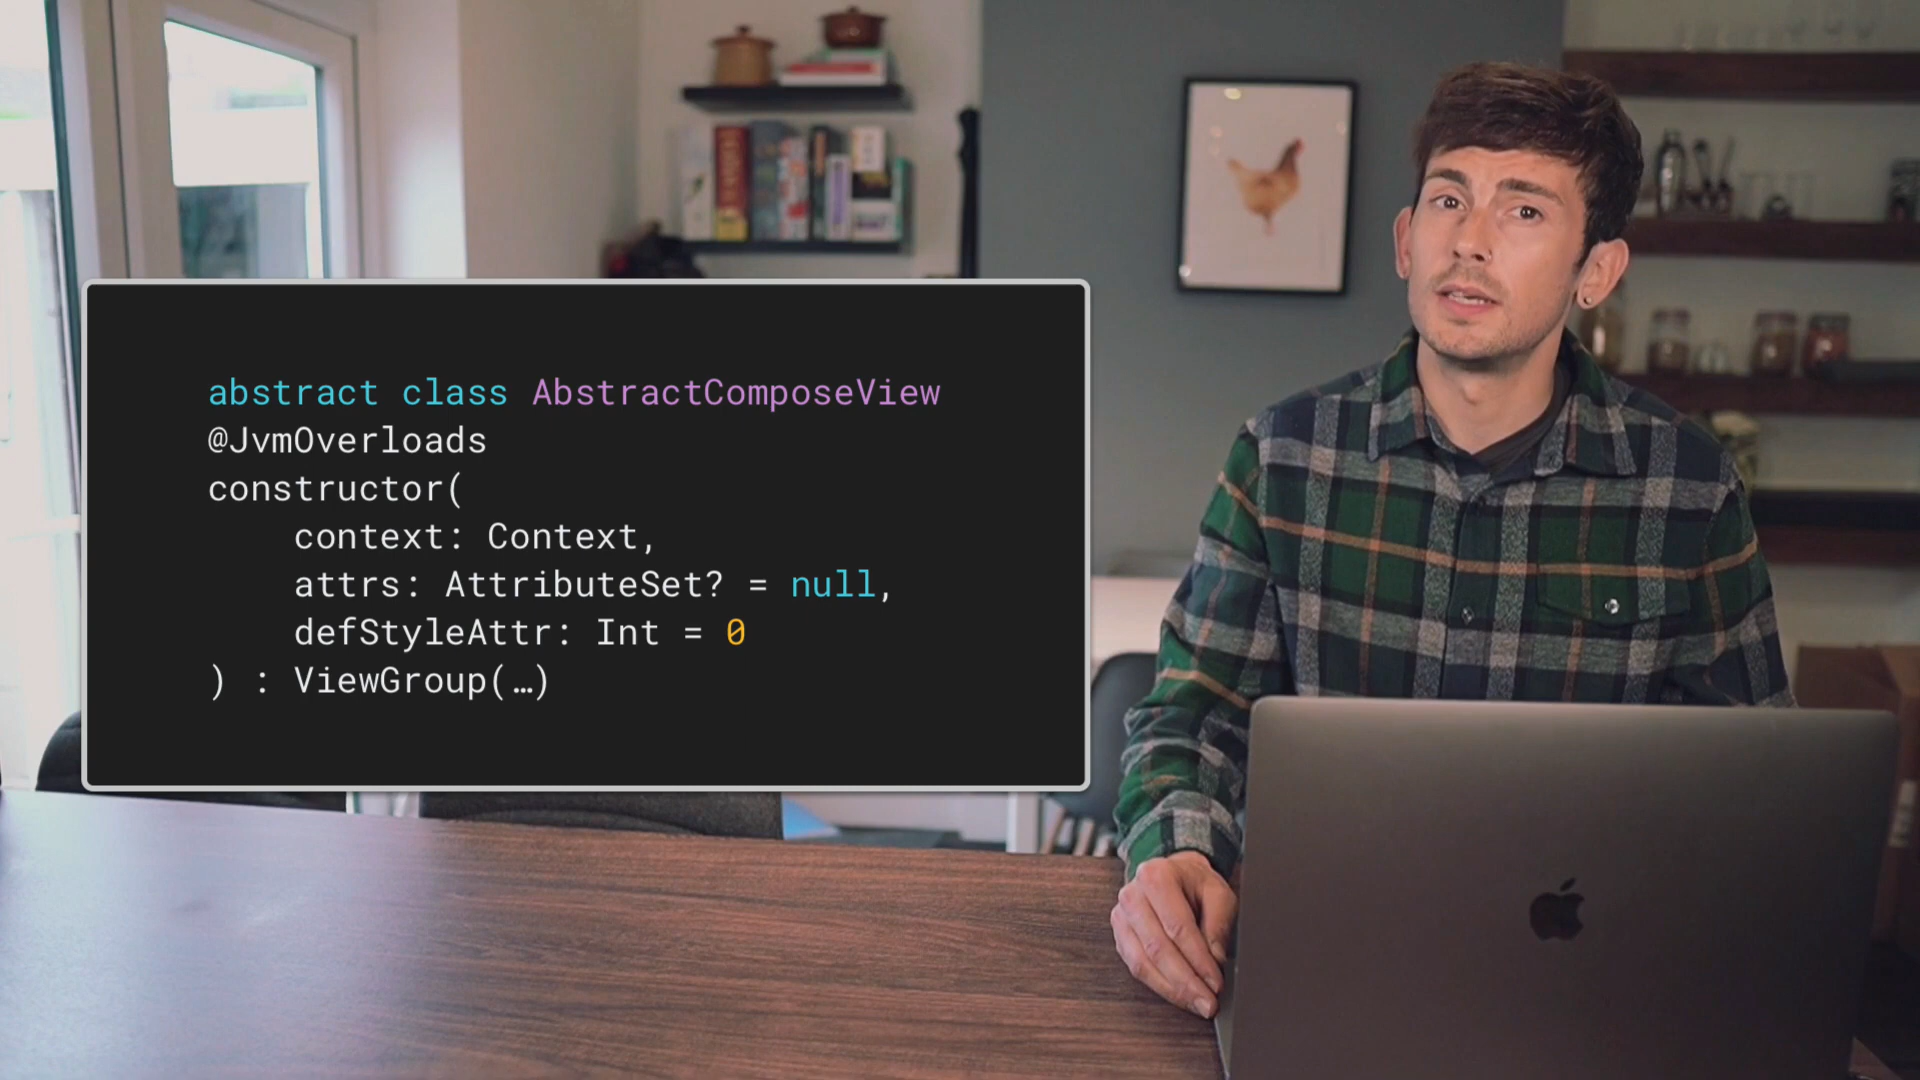 abstract class AbstractComposeView
@JvmOverloads
constructor(
    context: Context,
    attrs: AttributeSet? = null,
    defStyleAttr: Int = 0
) : ViewGroup(…)